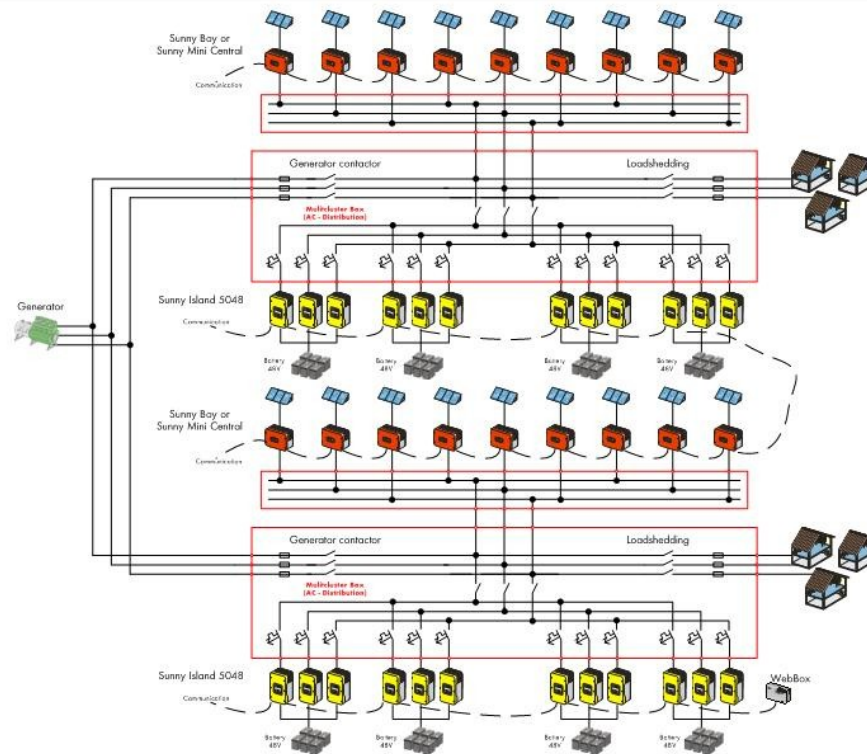 Sunny Boy or
Sunny Mini Central
Communication
Generator contactor
Loadshedding
Mulitcluster Box
(AC - Distribution)
Generator
Sunny Island 5048
Communication
Battery
48V
Battery
48V
Battery
48V
Battery
48V
Sunny Boy or
Sunny Mini Central
Communication
Generator contactor
Loadshedding
Mulitcluster Box
(AC - Distribution)
Sunny Island 5048
WebBox
Communication
Battery
48V
Battery
48V
Battery
48V
Battery
48V